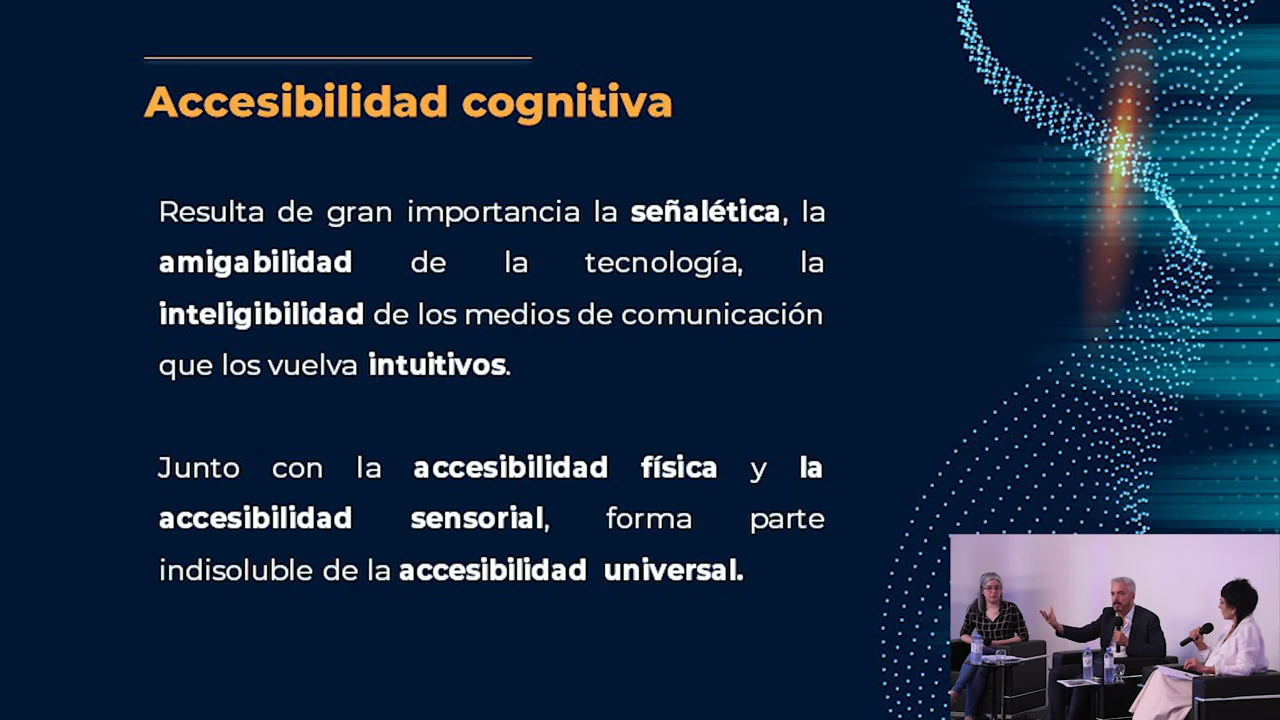 Accesibilidad cognitiva
Resulta de gran importancia la señalética, la
amigabilidad de la tecnología, la
inteligibilidad de los medios de comunicación
que los vuelva intuitivos.
Junto con la accesibilidad física y la
accesibilidad sensorial, forma parte
indisoluble de la accesibilidad universal.